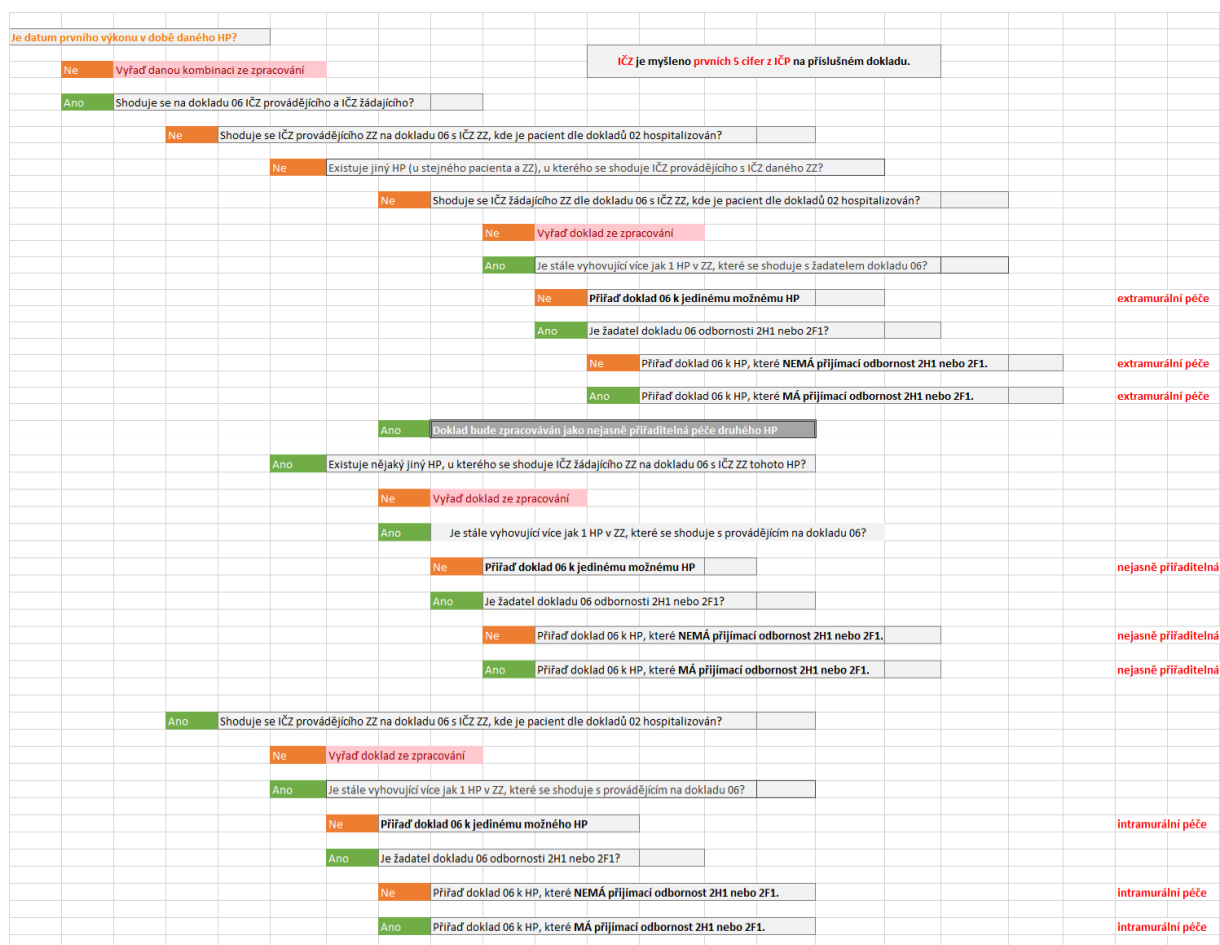 Je datum prvního výkonu v době daného HP?
IČZ je myšleno prvních 5 cifer z IČP na příslušném dokladu.
Ne Vyřaď danou kombinaci ze zpracování
Ano Shoduje se na dokladu 06 IČZ provádějícího a IČZ žádajícího?
Ne Shoduje se IČZ provádějícího ZZ na dokladu 06 s IČZ ZZ, kde je pacient dle dokladů 02 hospitalizován?
Ne Existuje jiný HP (u stejného pacienta a ZZ), u kterého se shoduje IČZ provádějícího s IČZ daného ZZ?
Ne Shoduje se IČZ žádajícího ZZ dle dokladu 06 s IČZ ZZ, kde je pacient dle dokladů 02 hospitalizován?
Ne Vyřaď doklad ze zpracování
Ano Je stále vyhovující více jak 1 HP v ZZ, které se shoduje s žadatelem dokladu 06?
Ne Přiřaď doklad 06 k jedinému možnému HP extramurální péče
Ano Je žadatel dokladu 06 odbornosti 2H1 nebo 2F1?
Ne Přiřaď doklad 06 k HP, které NEMÁ přijímací odbornost 2H1 nebo 2F1. extramurální péče
Ano Přiřaď doklad 06 k HP, které MÁ přijímací odbornost 2H1 nebo 2F1. extramurální péče
Ano Doklad bude zpracováván jako nejasně přiřaditelná péče druhého HP
Ano Existuje nějaký jiný HP, u kterého se shoduje IČZ žádajícího ZZ na dokladu 06 s IČZ ZZ tohoto HP?
Ne Vyřaď doklad ze zpracování
Ano Je stále vyhovující více jak 1 HP v ZZ, které se shoduje s provádějícím na dokladu 06?
Ne Přiřaď doklad 06 k jedinému možnému HP nejasně přiřaditelná
Ano Je žadatel dokladu 06 odbornosti 2H1 nebo 2F1?
Ne Přiřaď doklad 06 k HP, které NEMÁ přijímací odbornost 2H1 nebo 2F1. nejasně přiřaditelná
Ano Přiřaď doklad 06 k HP, které MÁ přijímací odbornost 2H1 nebo 2F1. nejasně přiřaditelná
Ano Shoduje se IČZ provádějícího ZZ na dokladu 06 s IČZ ZZ, kde je pacient dle dokladů 02 hospitalizován?
Ne Vyřaď doklad ze zpracování
Ano Je stále vyhovující více jak 1 HP v ZZ, které se shoduje s provádějícím na dokladu 06?
Ne Přiřaď doklad 06 k jedinému možného HP intramurální péče
Ano Je žadatel dokladu 06 odbornosti 2H1 nebo 2F1?
Ne Přiřaď doklad 06 k HP, které NEMÁ přijímací odbornost 2H1 nebo 2F1. intramurální péče
Ano Přiřaď doklad 06 k HP, které MÁ přijímací odbornost 2H1 nebo 2F1. intramurální péče